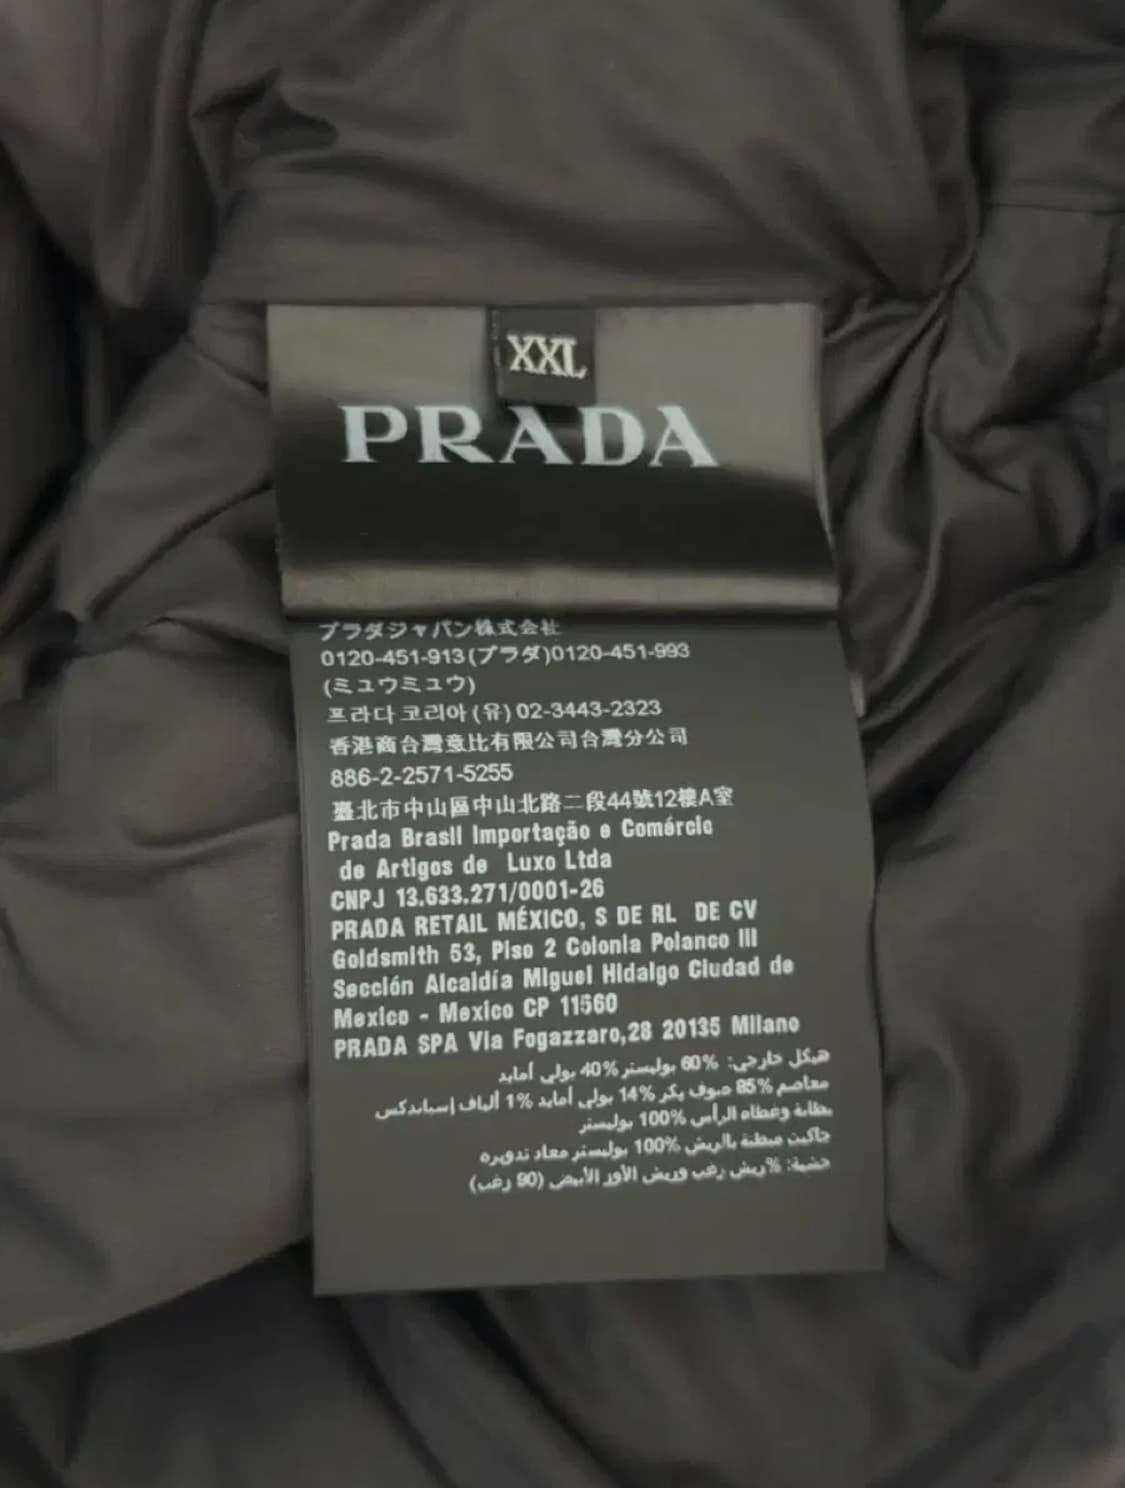 XXL
PRADA
プラダジャパン株式会社
0120-451-913(プラダ)0120-451-993
(ミュウミュウ)
프라다 코리아 (유) 02-3443-2323
香港商台灣意比有限公司台灣分公司
886-2-2571-5255
臺北市中山區中山北路二段44號12樓A室
Prada Brasil Importação e Comércio
de Artigos de Luxo Ltda
CNPJ 13.633.271/0001-26
PRADA RETAIL MÉXICO, S DE RL DE CV
Goldsmith 53, Piso 2 Colonia Polanco III
Sección Alcaldía Miguel Hidalgo Ciudad de
Mexico - Mexico CP 11560
PRADA SPA Via Fogazzaro,28 20135 Milano
هيكل خارجي: 60% بوليستر 40% بولي أمايد
معاصم 85% صوف بكر 14% بولي أمايد 1% ألياف إسباندكس
بطانة وغطاء الرأس 100% بوليستر
جاكيت مبطنة بالريش 100% بوليستر معاد تدويره
حشية: %ريش رغب وريش الأوز الأبيض (90 رغب)